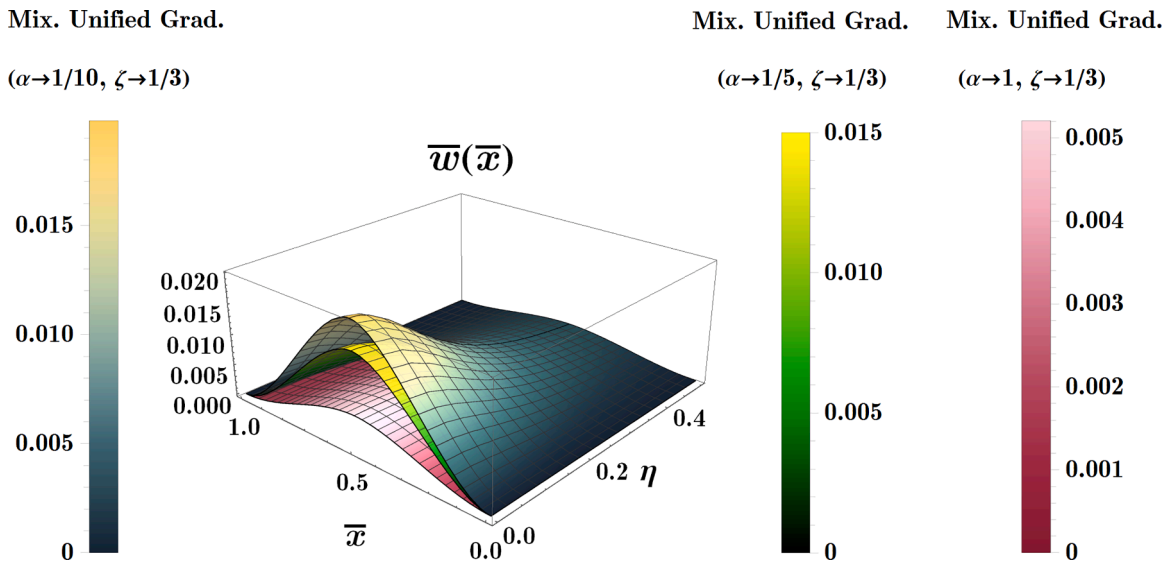 Mix. Unified Grad.
(α→1/10, ζ→1/3)
0.015
0.010
0.005
0
w̅(x̅)
0.020
0.015
0.010
0.005
0.000
1.0
0.5
0.0
x̅
0.0
0.2
0.4
η
Mix. Unified Grad.
(α→1/5, ζ→1/3)
0.015
0.010
0.005
0
Mix. Unified Grad.
(α→1, ζ→1/3)
0.005
0.004
0.003
0.002
0.001
0